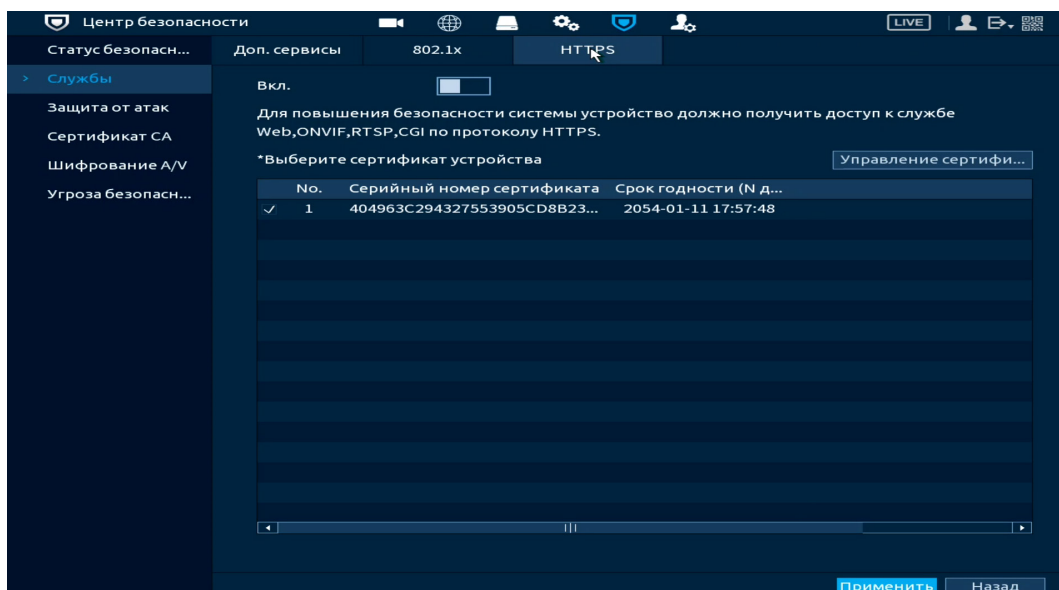 Центр безопасности
LIVE
Статус безопасн...
Доп. сервисы
802.1x
HTTPS
> Службы
Вкл.
Защита от атак
Для повышения безопасности системы устройство должно получить доступ к службе
Web,ONVIF,RTSP,CGI по протоколу HTTPS.
Сертификат CA
*Выберите сертификат устройства
Управление сертифи...
Шифрование A/V
Угроза безопасн...
No. Серийный номер сертификата Срок годности (N д...
1 404963C294327553905CD8B23... 2054-01-11 17:57:48
Применить
Назад